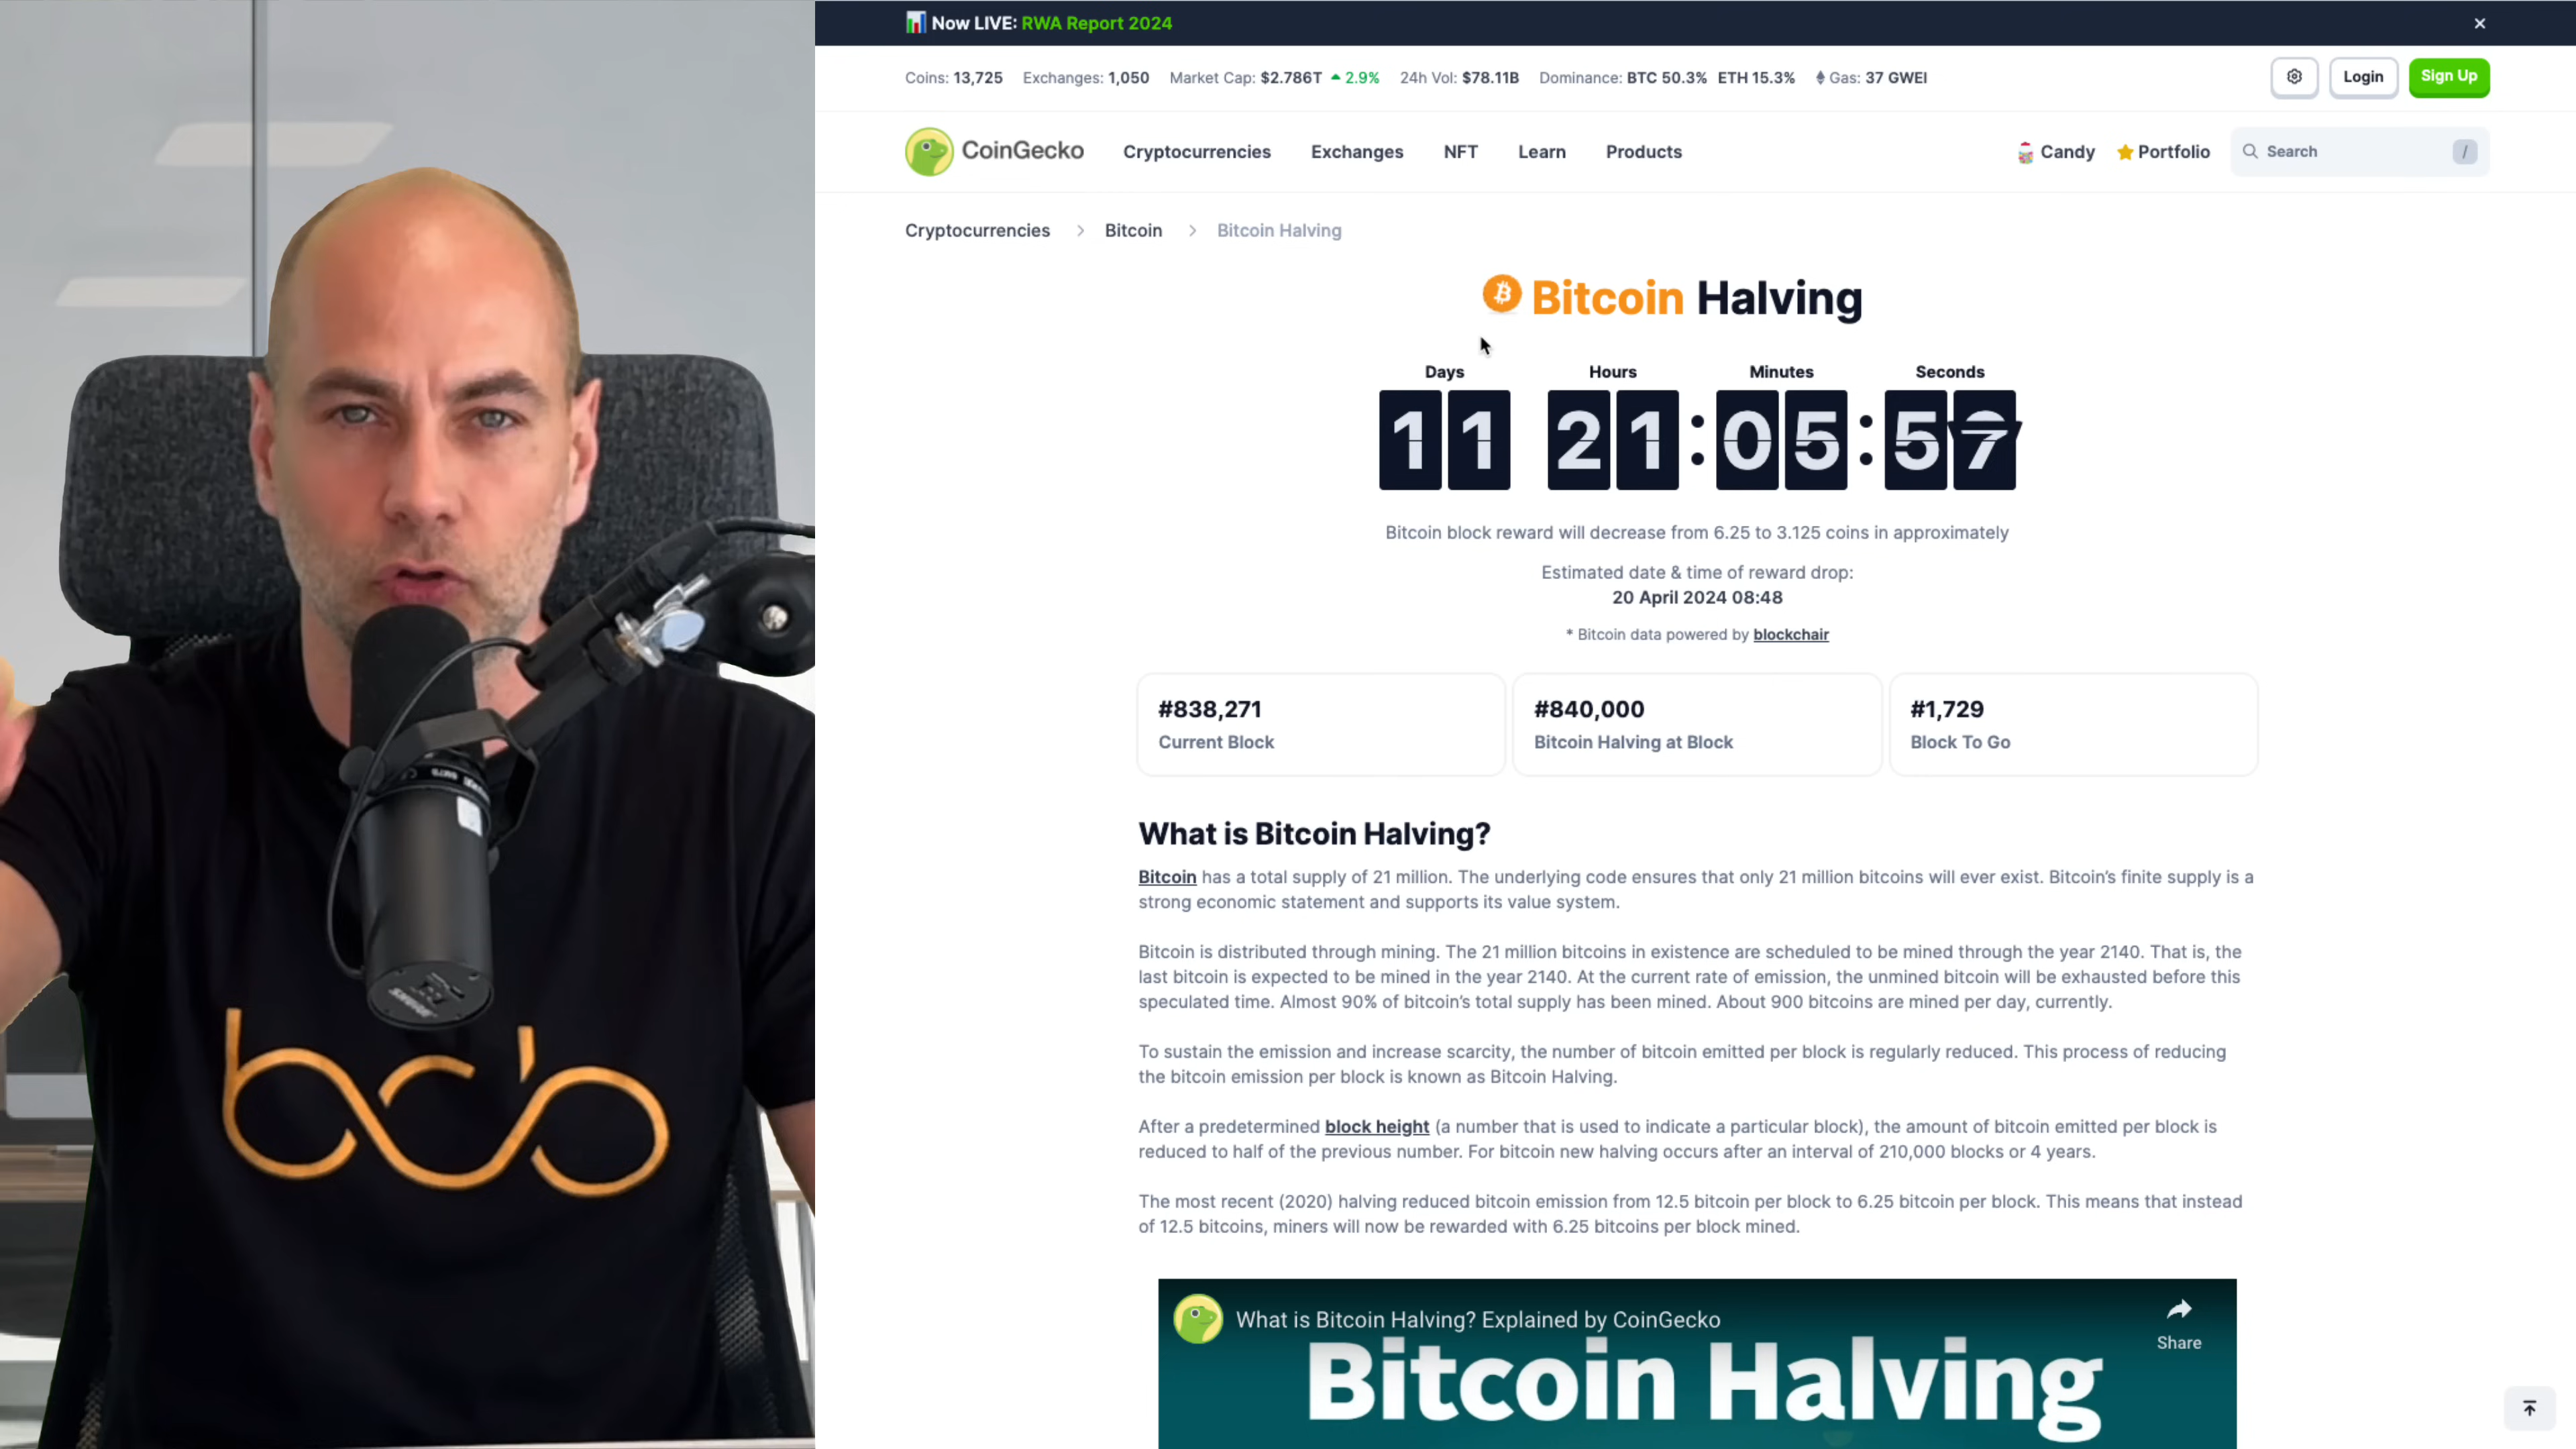 Now LIVE: RWA Report 2024
Coins: 13,725 Exchanges: 1,050 Market Cap: $2.786T 2.9% 24h Vol: $78.11B Dominance: BTC 50.3% ETH 15.3% Gas: 37 GWEI
Login
Sign Up
CoinGecko
Cryptocurrencies Exchanges NFT Learn Products
Candy Portfolio
Search /
Cryptocurrencies > Bitcoin > Bitcoin Halving
Bitcoin Halving
Days Hours Minutes Seconds
11 21:05:57
Bitcoin block reward will decrease from 6.25 to 3.125 coins in approximately
Estimated date & time of reward drop:
20 April 2024 08:48
* Bitcoin data powered by blockchair
#838,271
Current Block
#840,000
Bitcoin Halving at Block
#1,729
Block To Go
What is Bitcoin Halving?
Bitcoin has a total supply of 21 million. The underlying code ensures that only 21 million bitcoins will ever exist. Bitcoin's finite supply is a
strong economic statement and supports its value system.
Bitcoin is distributed through mining. The 21 million bitcoins in existence are scheduled to be mined through the year 2140. That is, the
last bitcoin is expected to be mined in the year 2140. At the current rate of emission, the unmined bitcoin will be exhausted before this
speculated time. Almost 90% of bitcoin's total supply has been mined. About 900 bitcoins are mined per day, currently.
To sustain the emission and increase scarcity, the number of bitcoin emitted per block is regularly reduced. This process of reducing
the bitcoin emission per block is known as Bitcoin Halving.
After a predetermined block height (a number that is used to indicate a particular block), the amount of bitcoin emitted per block is
reduced to half of the previous number. For bitcoin new halving occurs after an interval of 210,000 blocks or 4 years.
The most recent (2020) halving reduced bitcoin emission from 12.5 bitcoin per block to 6.25 bitcoin per block. This means that instead
of 12.5 bitcoins, miners will now be rewarded with 6.25 bitcoins per block mined.
What is Bitcoin Halving? Explained by CoinGecko
Share
Bitcoin Halving
bcb
SHURE